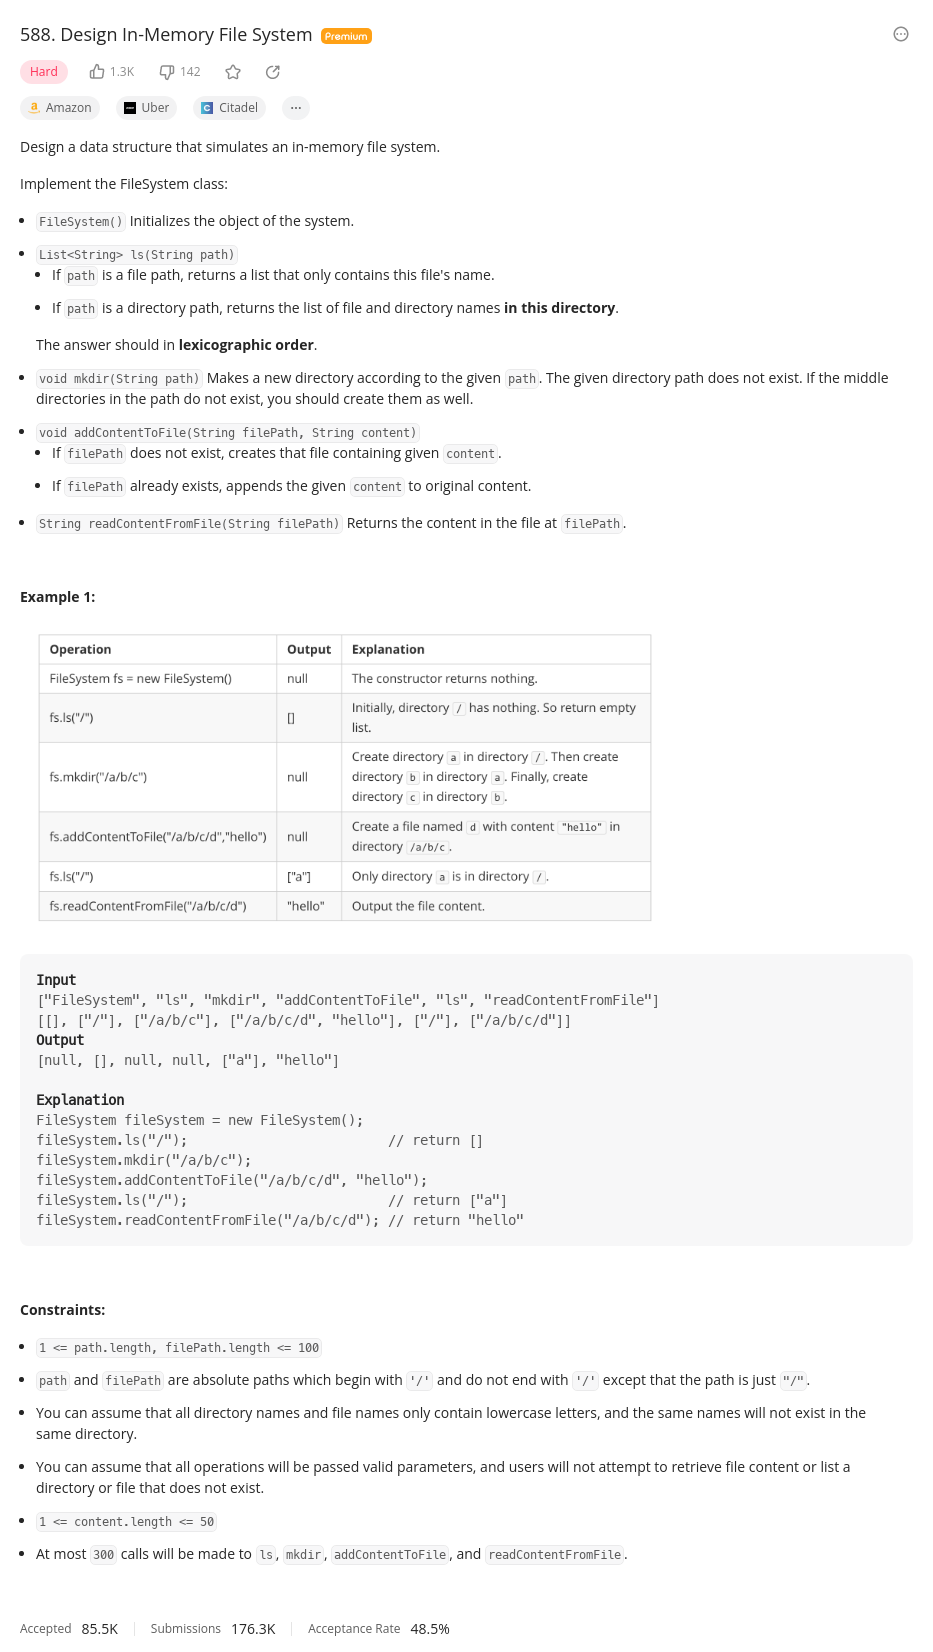 588. Design In-Memory File System Premium
Hard 1.3K 142
Amazon Uber Citadel ...
Design a data structure that simulates an in-memory file system.
Implement the FileSystem class:
FileSystem() Initializes the object of the system.
List<String> ls(String path)
If path is a file path, returns a list that only contains this file's name.
If path is a directory path, returns the list of file and directory names in this directory.
The answer should in lexicographic order.
void mkdir(String path) Makes a new directory according to the given path. The given directory path does not exist. If the middle
directories in the path do not exist, you should create them as well.
void addContentToFile(String filePath, String content)
If filePath does not exist, creates that file containing given content.
If filePath already exists, appends the given content to original content.
String readContentFromFile(String filePath) Returns the content in the file at filePath.
Example 1:
Operation Output Explanation
FileSystem fs = new FileSystem() null The constructor returns nothing.
fs.ls("/") [] Initially, directory / has nothing. So return empty
list.
fs.mkdir("/a/b/c") null Create directory a in directory /. Then create
directory b in directory a. Finally, create
directory c in directory b.
fs.addContentToFile("/a/b/c/d","hello") null Create a file named d with content "hello" in
directory /a/b/c.
fs.ls("/") ["a"] Only directory a is in directory /.
fs.readContentFromFile("/a/b/c/d") "hello" Output the file content.
Input
["FileSystem", "ls", "mkdir", "addContentToFile", "ls", "readContentFromFile"]
[[], ["/"], ["/a/b/c"], ["/a/b/c/d", "hello"], ["/"], ["/a/b/c/d"]]
Output
[null, [], null, null, ["a"], "hello"]
Explanation
FileSystem fileSystem = new FileSystem();
fileSystem.ls("/"); // return []
fileSystem.mkdir("/a/b/c");
fileSystem.addContentToFile("/a/b/c/d", "hello");
fileSystem.ls("/"); // return ["a"]
fileSystem.readContentFromFile("/a/b/c/d"); // return "hello"
Constraints:
1 <= path.length, filePath.length <= 100
path and filePath are absolute paths which begin with '/' and do not end with '/' except that the path is just "/".
You can assume that all directory names and file names only contain lowercase letters, and the same names will not exist in the
same directory.
You can assume that all operations will be passed valid parameters, and users will not attempt to retrieve file content or list a
directory or file that does not exist.
1 <= content.length <= 50
At most 300 calls will be made to ls, mkdir, addContentToFile, and readContentFromFile.
Accepted 85.5K Submissions 176.3K Acceptance Rate 48.5%